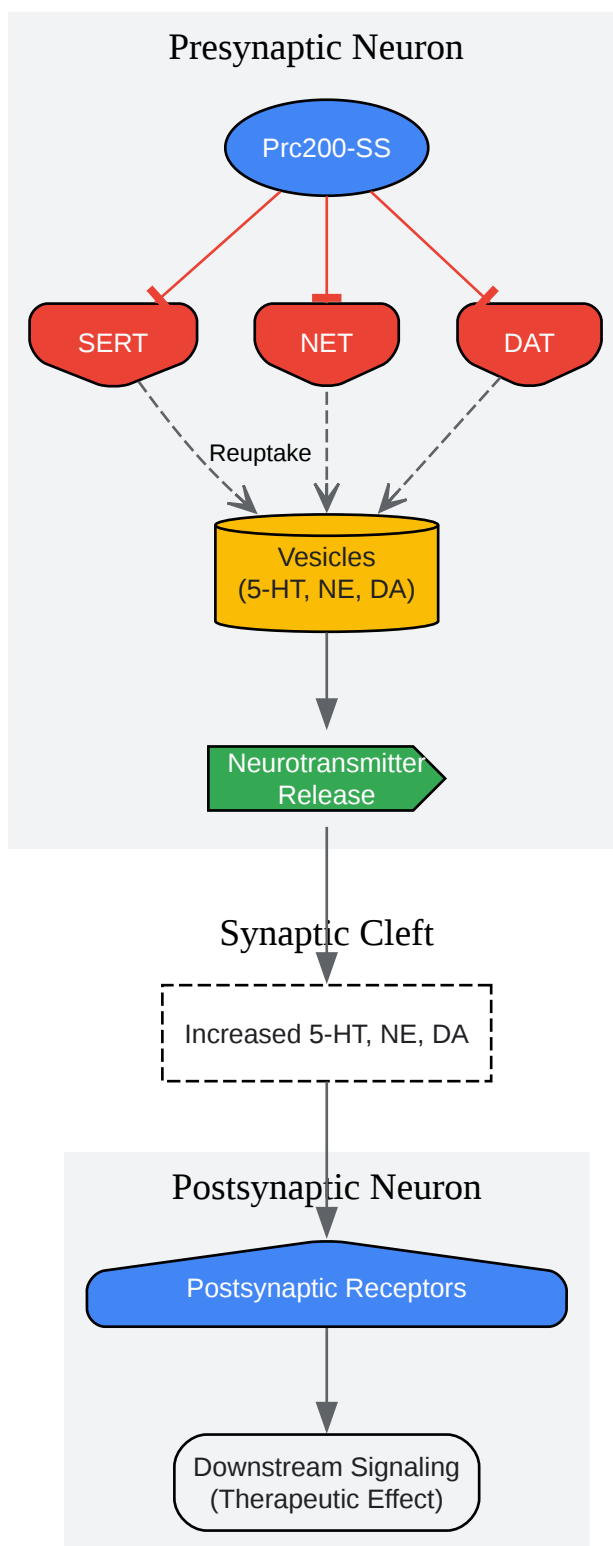 Presynaptic Neuron
Prc200-SS
SERT
NET
DAT
Reuptake
Vesicles
(5-HT, NE, DA)
Neurotransmitter
Release
Synaptic Cleft
Increased 5-HT, NE, DA
Postsynaptic Neuron
Postsynaptic Receptors
Downstream Signaling
(Therapeutic Effect)